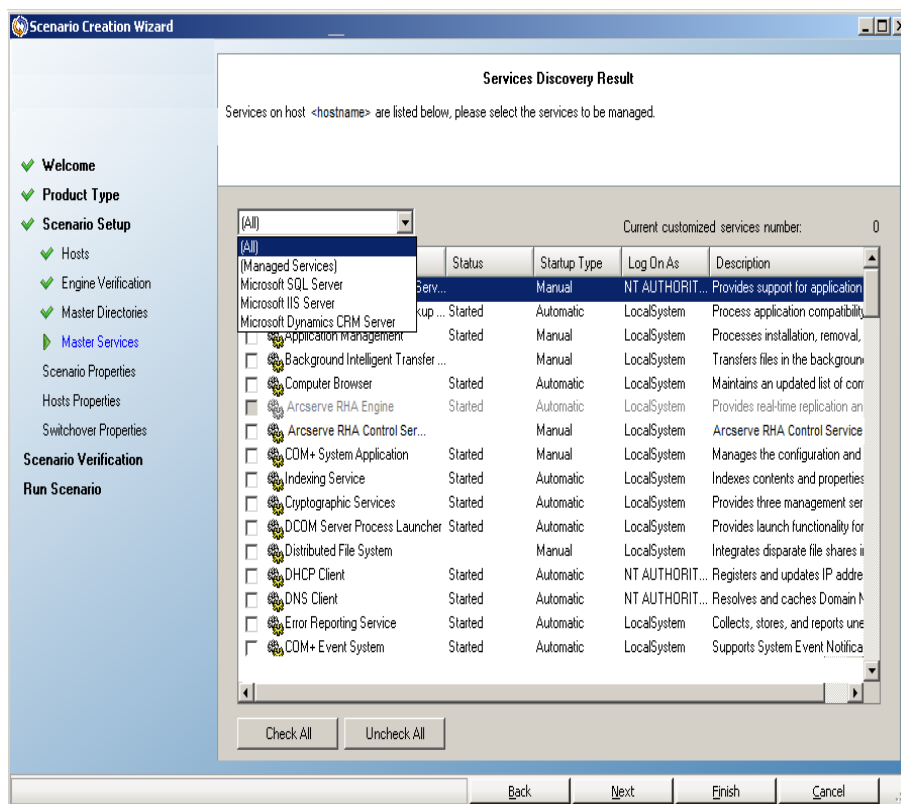 Scenario Creation Wizard
Services Discovery Result
Services on host <hostname> are listed below, please select the services to be managed.
Welcome
Product Type
Scenario Setup
Hosts
Engine Verification
Master Directories
Master Services
Scenario Properties
Hosts Properties
Switchover Properties
Scenario Verification
Run Scenario
(All)
Current customized services number: 0
(All)
(Managed Services)
Microsoft SQL Server
Microsoft IIS Server
Microsoft Dynamics CRM Server
Status Startup Type Log On As Description
Serv... Manual NT AUTHORIT... Provides support for application
kup ... Started Automatic LocalSystem Process application compatibility
Application Management Started Manual LocalSystem Processes installation, removal,
Background Intelligent Transfer ... Manual LocalSystem Transfers files in the backgroun
Computer Browser Started Automatic LocalSystem Maintains an updated list of com
Arcserve RHA Engine Started Automatic LocalSystem Provides real-time replication an
Arcserve RHA Control Ser... Manual LocalSystem Arcserve RHA Control Service
COM+ System Application Started Manual LocalSystem Manages the configuration and
Indexing Service Started Automatic LocalSystem Indexes contents and properties
Cryptographic Services Started Automatic LocalSystem Provides three management ser
DCOM Server Process Launcher Started Automatic LocalSystem Provides launch functionality for
Distributed File System Manual LocalSystem Integrates disparate file shares i
DHCP Client Started Automatic NT AUTHORIT... Registers and updates IP addre
DNS Client Started Automatic NT AUTHORIT... Resolves and caches Domain N
Error Reporting Service Started Automatic LocalSystem Collects, stores, and reports une
COM+ Event System Started Automatic LocalSystem Supports System Event Notifica
Check All Uncheck All
Back Next Finish Cancel